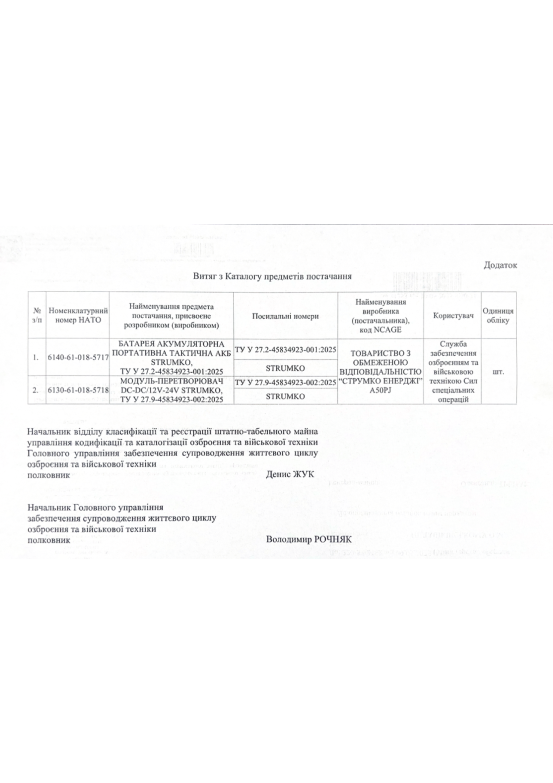 Додаток
Витяг з Каталогу предметів постачання
№
з/п
Номенклатурний
номер НАТО
Найменування предмета
постачання, присвоєне
розробником (виробником)
Посилальні номери
Найменування
виробника
(постачальника),
код NCAGE
Користувач
Одиниця
обліку
1.
6140-61-018-5717
БАТАРЕЯ АКУМУЛЯТОРНА
ПОРТАТИВНА ТАКТИЧНА АКБ
STRUMKO,
ТУ У 27.2-45834923-001:2025
ТУ У 27.2-45834923-001:2025
STRUMKO
ТОВАРИСТВО З
ОБМЕЖЕНОЮ
ВІДПОВІДАЛЬНІСТЮ
"СТРУМКО ЕНЕРДЖІ"
A50PJ
Служба
забезпечення
озброєнням та
військовою
технікою Сил
спеціальних
операцій
шт.
2.
6130-61-018-5718
МОДУЛЬ-ПЕРЕТВОРЮВАЧ
DC-DC/12V-24V STRUMKO,
ТУ У 27.9-45834923-002:2025
ТУ У 27.9-45834923-002:2025
STRUMKO
Начальник відділу класифікації та реєстрації штатно-табельного майна
управління кодифікації та каталогізації озброєння та військової техніки
Головного управління забезпечення супроводження життєвого циклу
озброєння та військової техніки
полковник Денис ЖУК
Начальник Головного управління
забезпечення супроводження життєвого циклу
озброєння та військової техніки
полковник Володимир РОЧНЯК